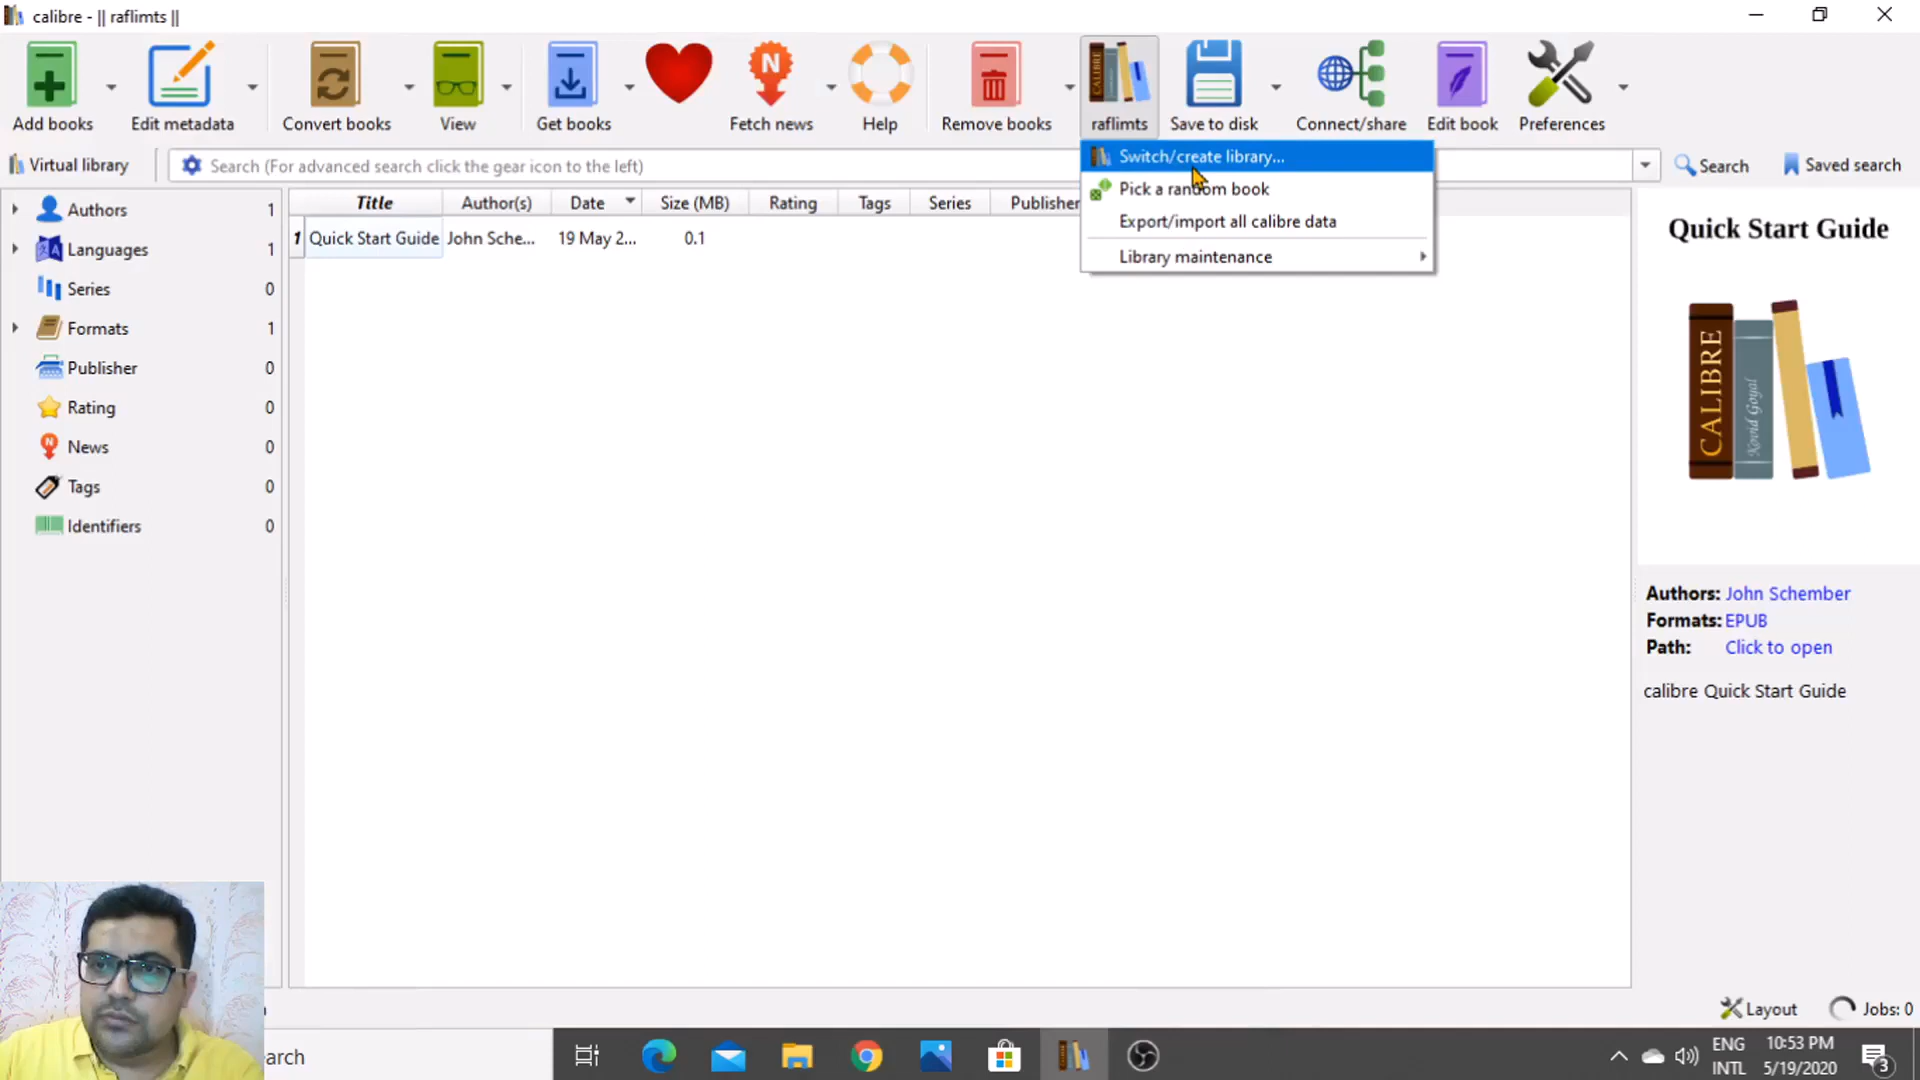 calibre - || raflimts ||
Add books
Edit metadata
Convert books
View
Get books
Fetch news
Help
Remove books
raflimts
Save to disk
Connect/share
Edit book
Preferences
Virtual library
Search (For advanced search click the gear icon to the left)
Search
Saved search
Switch/create library...
Pick a random book
Export/import all calibre data
Library maintenance
Authors 1
Languages 1
Series 0
Formats 1
Publisher 0
Rating 0
News 0
Tags 0
Identifiers 0
Title Author(s) Date Size (MB) Rating Tags Series Publisher
1 Quick Start Guide John Sche... 19 May 2... 0.1
Quick Start Guide
CALIBRE
Kovid Goyal
Authors: John Schember
Formats: EPUB
Path: Click to open
calibre Quick Start Guide
Layout
Jobs: 0
earch
ENG
INTL
10:53 PM
5/19/2020
3